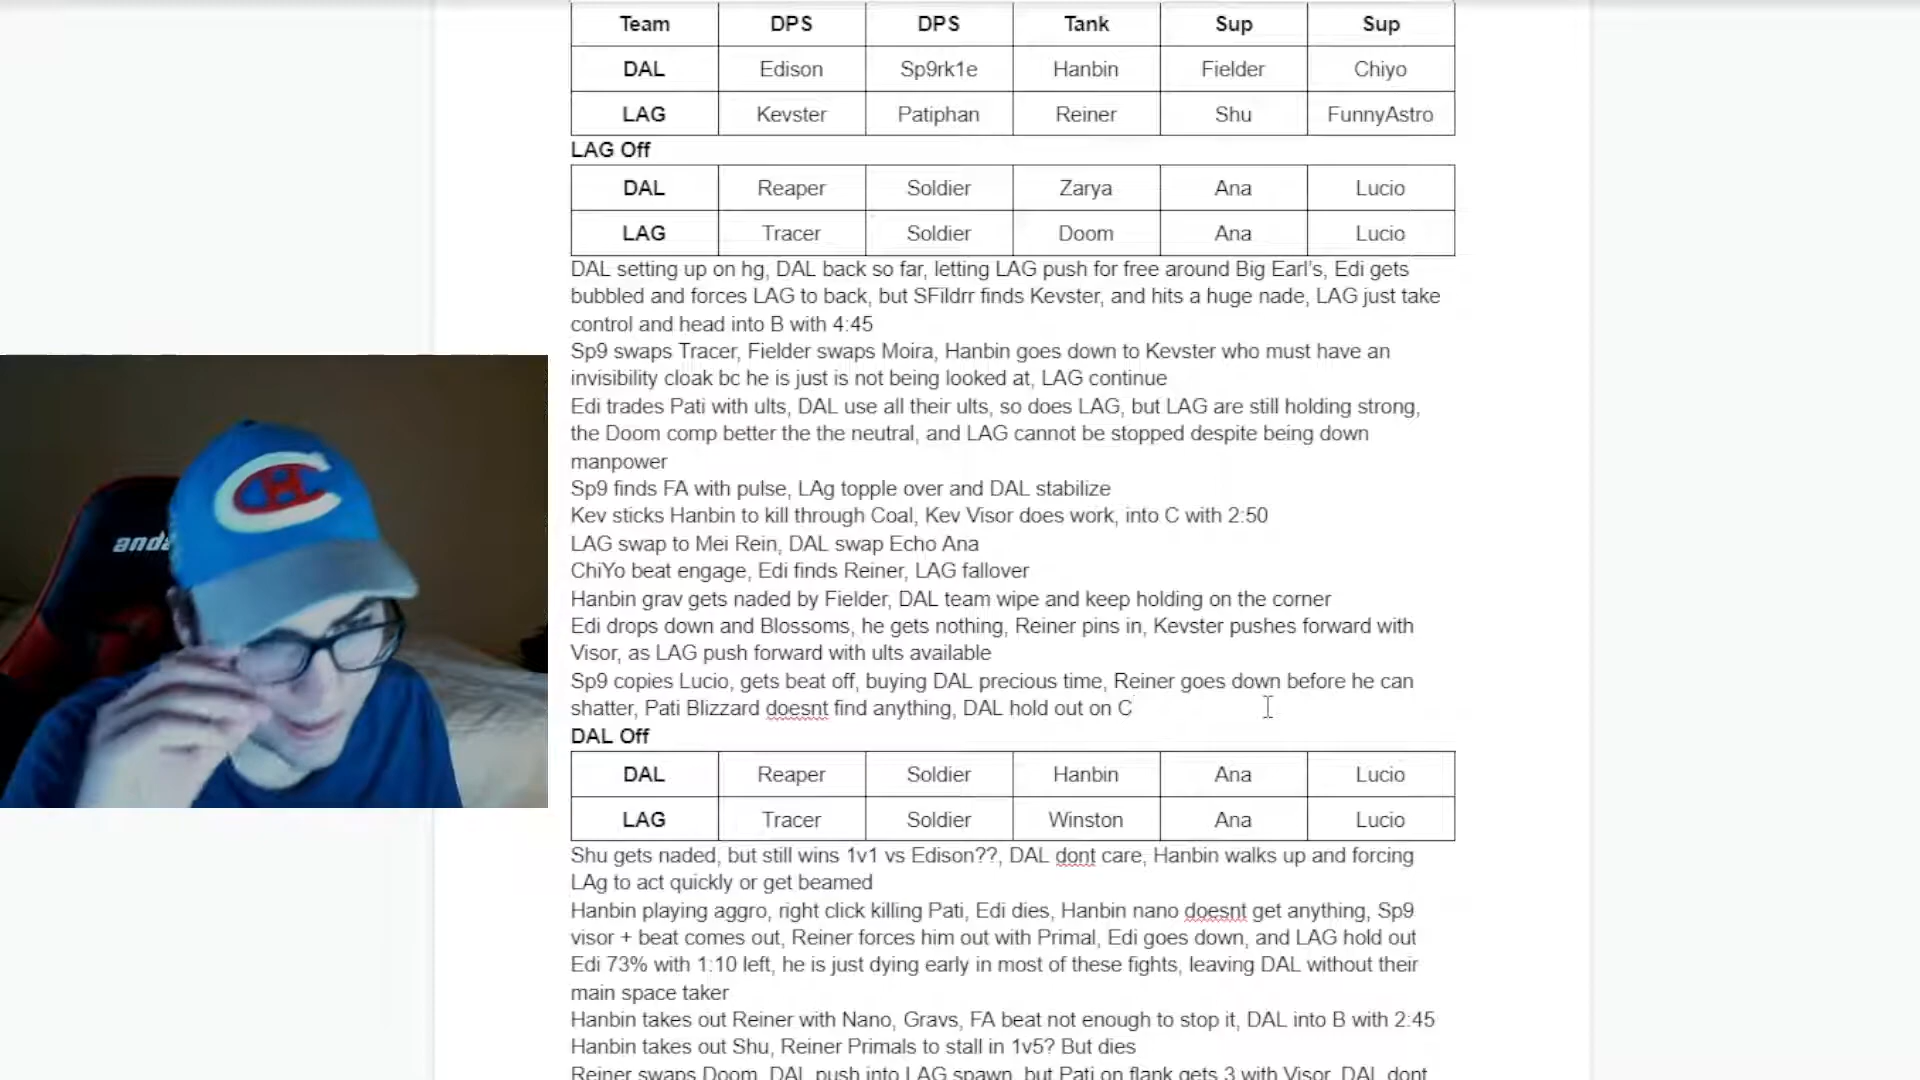 Team DPS DPS Tank Sup Sup
DAL Edison Sp9rk1e Hanbin Fielder Chiyo
LAG Kevster Patiphan Reiner Shu FunnyAstro
LAG Off
DAL Reaper Soldier Zarya Ana Lucio
LAG Tracer Soldier Doom Ana Lucio
DAL setting up on hg, DAL back so far, letting LAG push for free around Big Earl's, Edi gets
bubbled and forces LAG to back, but SFildrr finds Kevster, and hits a huge nade, LAG just take
control and head into B with 4:45
Sp9 swaps Tracer, Fielder swaps Moira, Hanbin goes down to Kevster who must have an
invisibility cloak bc he is just is not being looked at, LAG continue
Edi trades Pati with ults, DAL use all their ults, so does LAG, but LAG are still holding strong,
the Doom comp better the the neutral, and LAG cannot be stopped despite being down
manpower
Sp9 finds FA with pulse, LAg topple over and DAL stabilize
Kev sticks Hanbin to kill through Coal, Kev Visor does work, into C with 2:50
LAG swap to Mei Rein, DAL swap Echo Ana
ChiYo beat engage, Edi finds Reiner, LAG fallover
Hanbin grav gets naded by Fielder, DAL team wipe and keep holding on the corner
Edi drops down and Blossoms, he gets nothing, Reiner pins in, Kevster pushes forward with
Visor, as LAG push forward with ults available
Sp9 copies Lucio, gets beat off, buying DAL precious time, Reiner goes down before he can
shatter, Pati Blizzard doesnt find anything, DAL hold out on C
DAL Off
DAL Reaper Soldier Hanbin Ana Lucio
LAG Tracer Soldier Winston Ana Lucio
Shu gets naded, but still wins 1v1 vs Edison??, DAL dont care, Hanbin walks up and forcing
LAg to act quickly or get beamed
Hanbin playing aggro, right click killing Pati, Edi dies, Hanbin nano doesnt get anything, Sp9
visor + beat comes out, Reiner forces him out with Primal, Edi goes down, and LAG hold out
Edi 73% with 1:10 left, he is just dying early in most of these fights, leaving DAL without their
main space taker
Hanbin takes out Reiner with Nano, Gravs, FA beat not enough to stop it, DAL into B with 2:45
Hanbin takes out Shu, Reiner Primals to stall in 1v5? But dies
Reiner swaps Doom, DAL push into LAG spawn, but Pati on flank gets 3 with Visor, DAL dont
CH